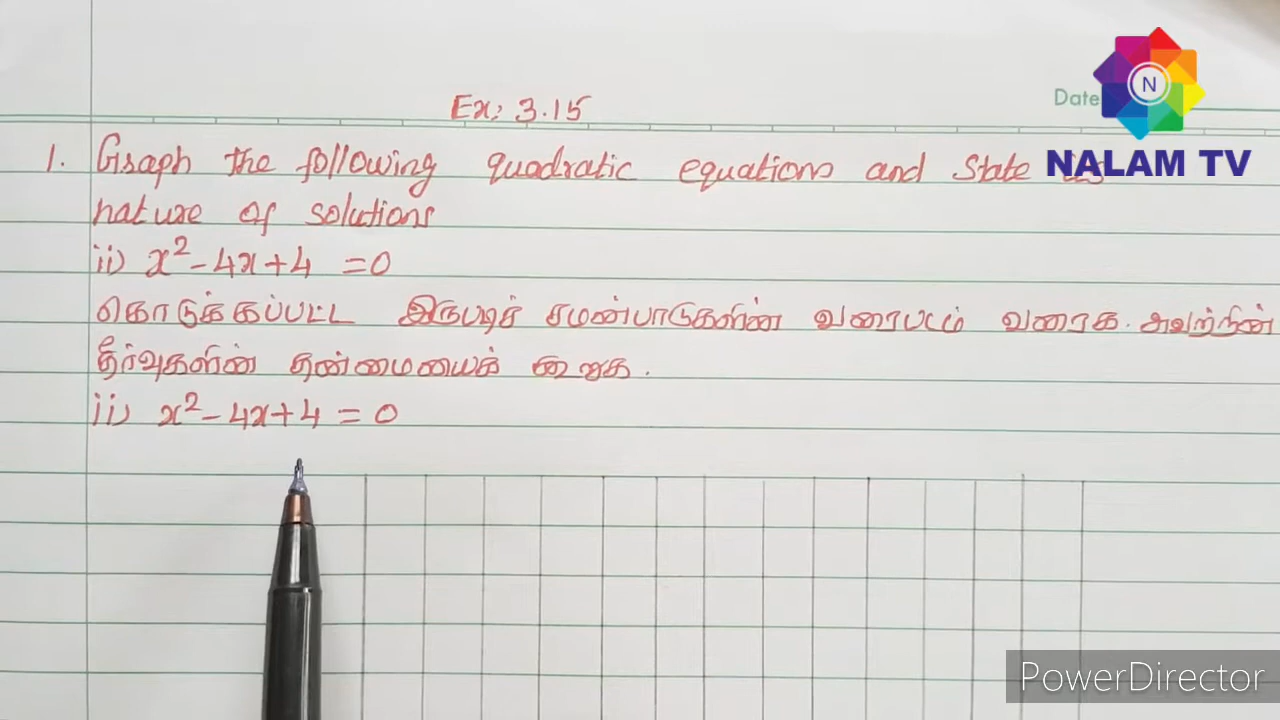 Ex: 3.15
Date
NALAM TV
N
1. Graph the following quadratic equations and State its
nature of solutions
ii) x² - 4x + 4 = 0
கொடுக்கப்பட்ட இருபடிச் சமன்பாடுகளின் வரைபடம் வரைக. அவற்றின்
தீர்வுகளின் தன்மையைக் கூறுக.
ii) x² - 4x + 4 = 0
PowerDirector